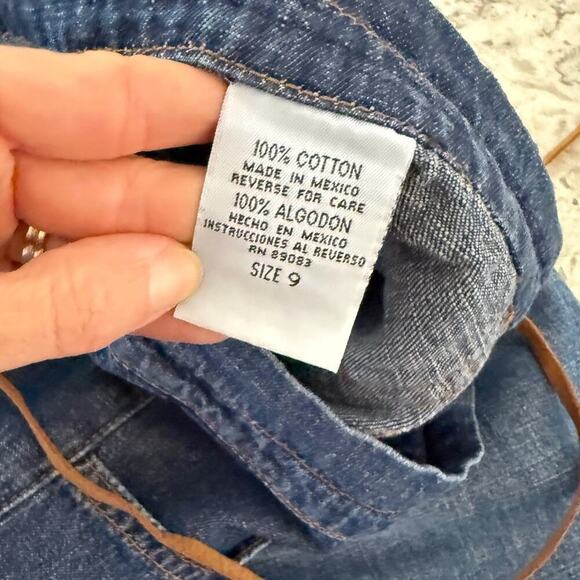 100% COTTON
MADE IN MEXICO
REVERSE FOR CARE
100% ALGODON
HECHO EN MEXICO
INSTRUCCIONES AL REVERSO
RN 89083
SIZE 9